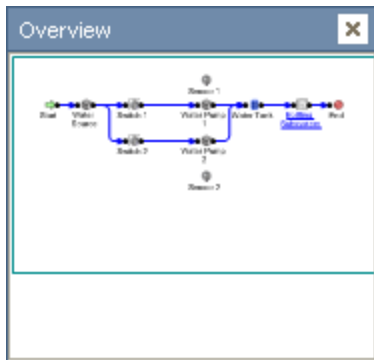 Overview
Sensor 1
Start
Water
Source
Switch 1
Water Pump
1
Water Tank
End
Switch 2
Water Pump
2
Sensor 2